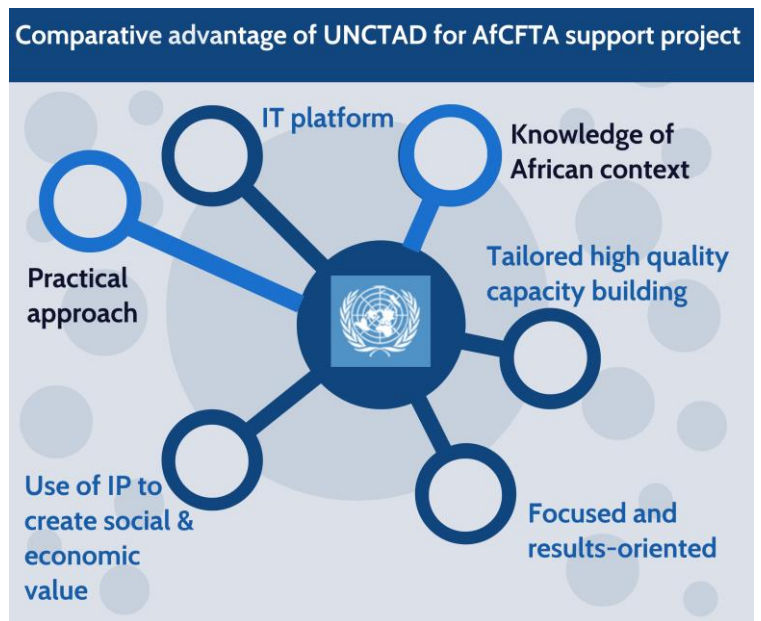 Comparative advantage of UNCTAD for AfCFTA support project
IT platform
Knowledge of
African context
Tailored high quality
capacity building
Practical
approach
Use of IP to
create social &
economic
value
Focused and
results-oriented